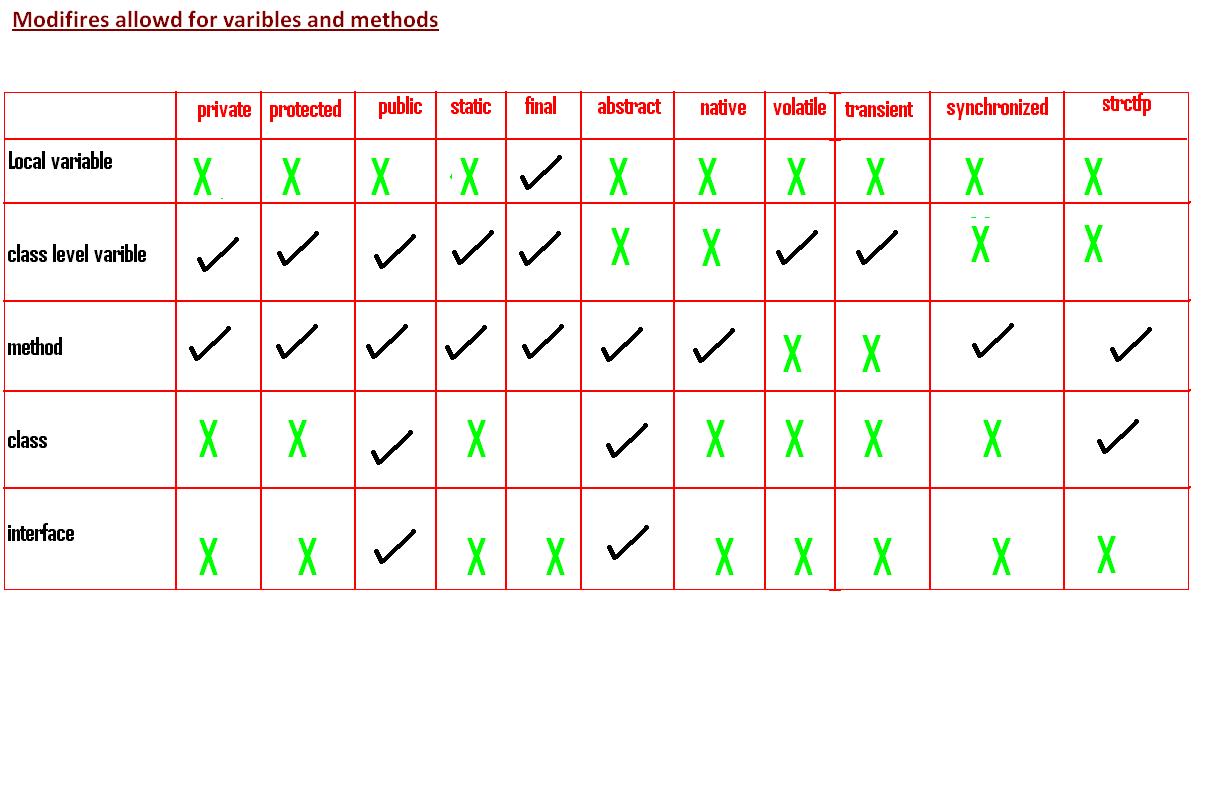 Modifires allowd for varibles and methods
private protected public static final abstract native volatile transient synchronized strctfp
Local variable X X X X ✓ X X X X X X
class level varible ✓ ✓ ✓ ✓ ✓ X X ✓ ✓ X X
method ✓ ✓ ✓ ✓ ✓ ✓ ✓ X X ✓ ✓
class X X ✓ X ✓ X X X X ✓
interface X X ✓ X X ✓ X X X X X